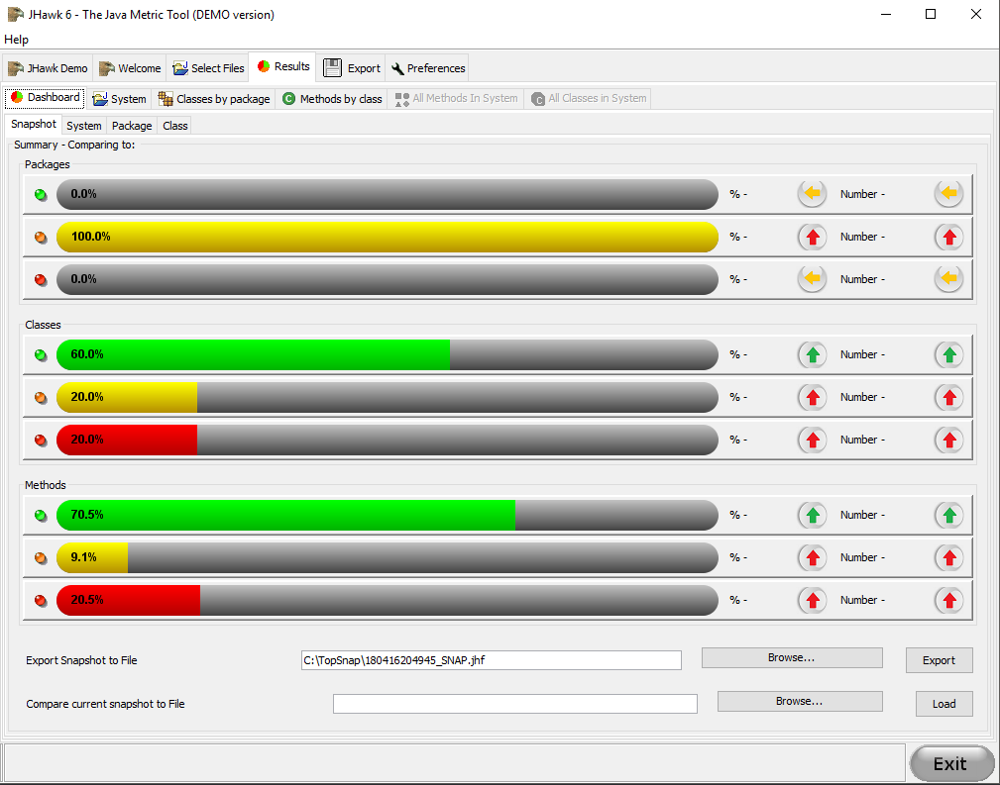 JHawk 6 - The Java Metric Tool (DEMO version)
Help
JHawk Demo Welcome Select Files Results Export Preferences
Dashboard System Classes by package Methods by class All Methods In System All Classes in System
Snapshot System Package Class
Summary - Comparing to:
Packages
0.0% % - Number -
100.0% % - Number -
0.0% % - Number -
Classes
60.0% % - Number -
20.0% % - Number -
20.0% % - Number -
Methods
70.5% % - Number -
9.1% % - Number -
20.5% % - Number -
Export Snapshot to File C:\TopSnap\180416204945_SNAP.jhf Browse... Export
Compare current snapshot to File Browse... Load
Exit